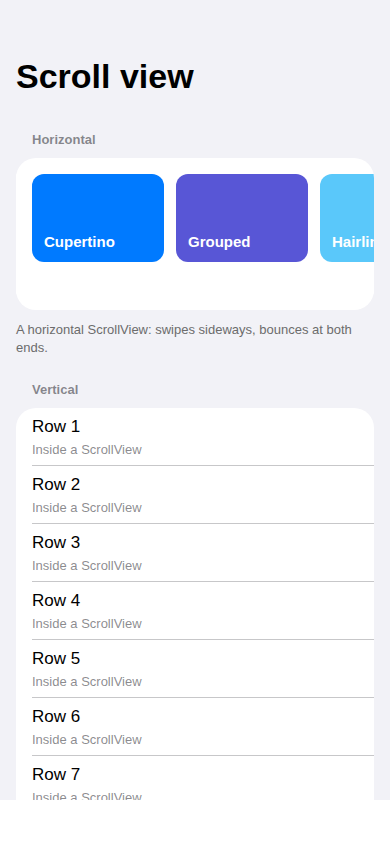 Scroll view
Horizontal
Cupertino
Grouped
A horizontal ScrollView: swipes sideways, bounces at both
ends.
Vertical
Row 1
Inside a ScrollView
Row 2
Inside a ScrollView
Row 3
Inside a ScrollView
Row 4
Inside a ScrollView
Row 5
Inside a ScrollView
Row 6
Inside a ScrollView
Row 7
Inside a ScrollView